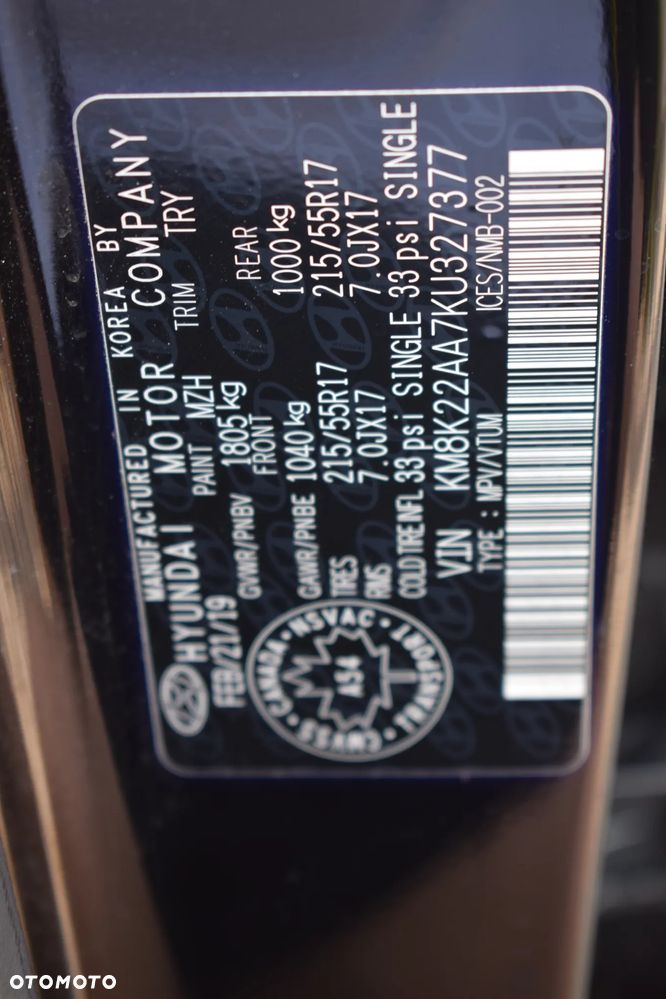 MANUFACTURED IN KOREA BY
HYUNDAI MOTOR COMPANY
FEB/21/19 PAINT MZH TRIM TRY
GVWR/PNBV 1805kg
FRONT REAR
GAWR/PNBE 1040kg 1000kg
TIRES 215/55R17 215/55R17
RIMS 7.0JX17 7.0JX17
COLD TIRE INFL 33 psi SINGLE 33 psi SINGLE
VIN KM8K22AA7KU327377
TYPE : MPV/VTUM ICES/NMB-002
CMVSS • CANADA • NSVAC • TRANSPORT
A54
OTOMOTO